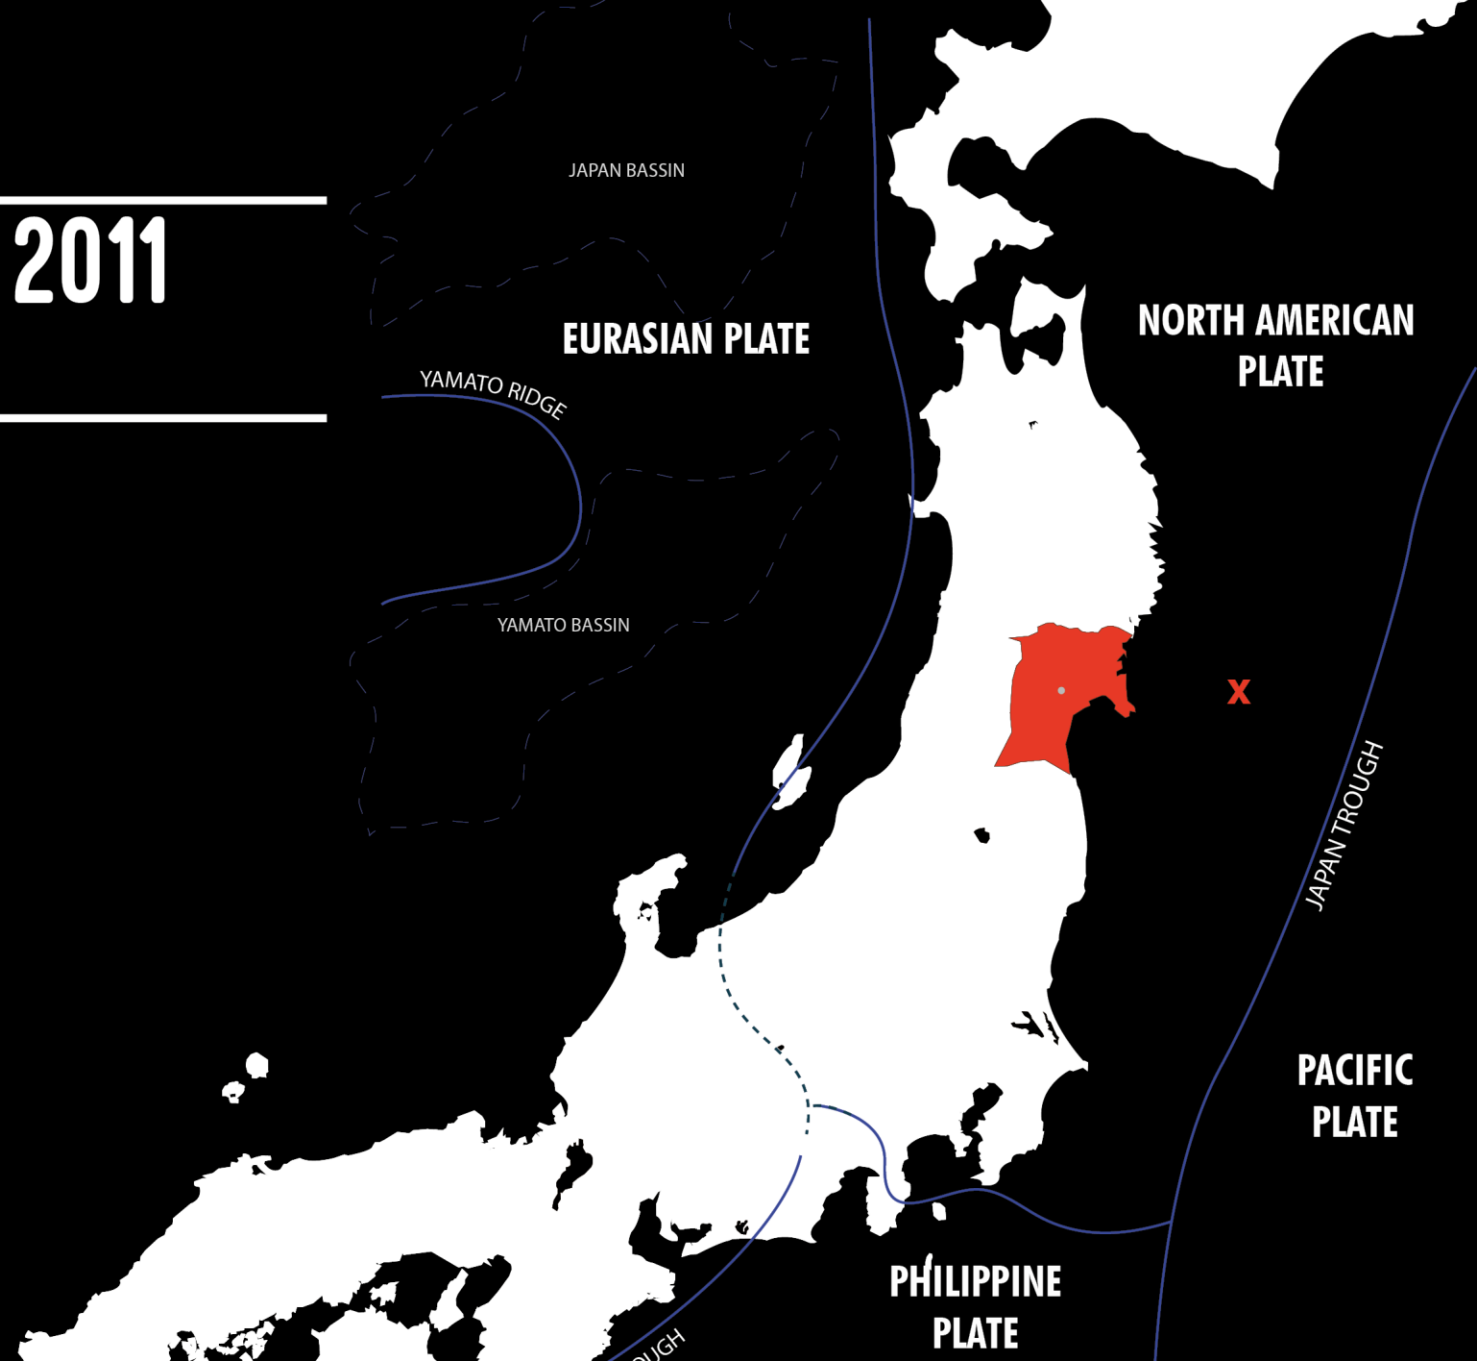 JAPAN BASSIN
2011
NORTH AMERICAN
PLATE
EURASIAN PLATE
YAMATO RIDGE
YAMATO BASSIN
X
JAPAN TROUGH
PACIFIC
PLATE
PHILIPPINE
PLATE